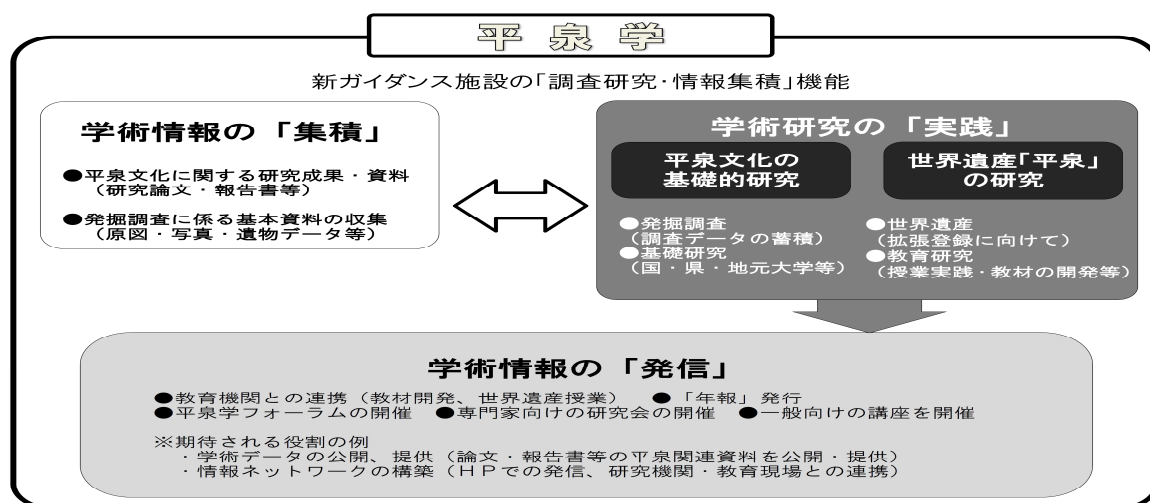 平 泉 学
新ガイダンス施設の「調査研究・情報集積」機能
学術情報の「集積」
●平泉文化に関する研究成果・資料
（研究論文・報告書等）
●発掘調査に係る基本資料の収集
（原図・写真・遺物データ等）
学術研究の「実践」
平泉文化の
基礎的研究
●発掘調査
（調査データの蓄積）
●基礎研究
（国・県・地元大学等）
世界遺産「平泉」
の研究
●世界遺産
（拡張登録に向けて）
●教育研究
（授業実践・教材の開発等）
学術情報の「発信」
●教育機関との連携（教材開発、世界遺産授業）　●「年報」発行
●平泉学フォーラムの開催　●専門家向けの研究会の開催　●一般向けの講座を開催
※期待される役割の例
・学術データの公開、提供（論文・報告書等の平泉関連資料を公開・提供）
・情報ネットワークの構築（ＨＰでの発信、研究機関・教育現場との連携）